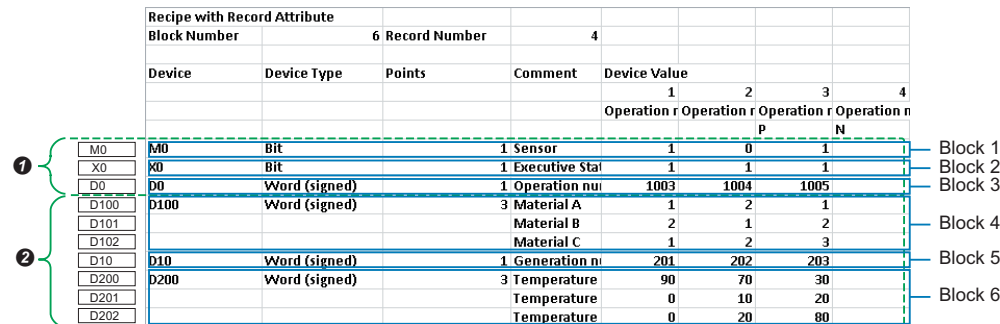 Recipe with Record Attribute
Block Number 6 Record Number 4
Device Device Type Points Comment Device Value
1 2 3 4
Operation r Operation r Operation r Operation n
P N
❶ M0 M0 Bit 1 Sensor 1 0 1 Block 1
X0 X0 Bit 1 Executive Stat 1 1 1 Block 2
D0 D0 Word (signed) 1 Operation nu 1003 1004 1005 Block 3
❷ D100 D100 Word (signed) 3 Material A 1 2 1 Block 4
D101 Material B 2 1 2
D102 Material C 1 2 3
D10 D10 Word (signed) 1 Generation n 201 202 203 Block 5
D200 D200 Word (signed) 3 Temperature 90 70 30 Block 6
D201 Temperature 0 10 20
D202 Temperature 0 20 80